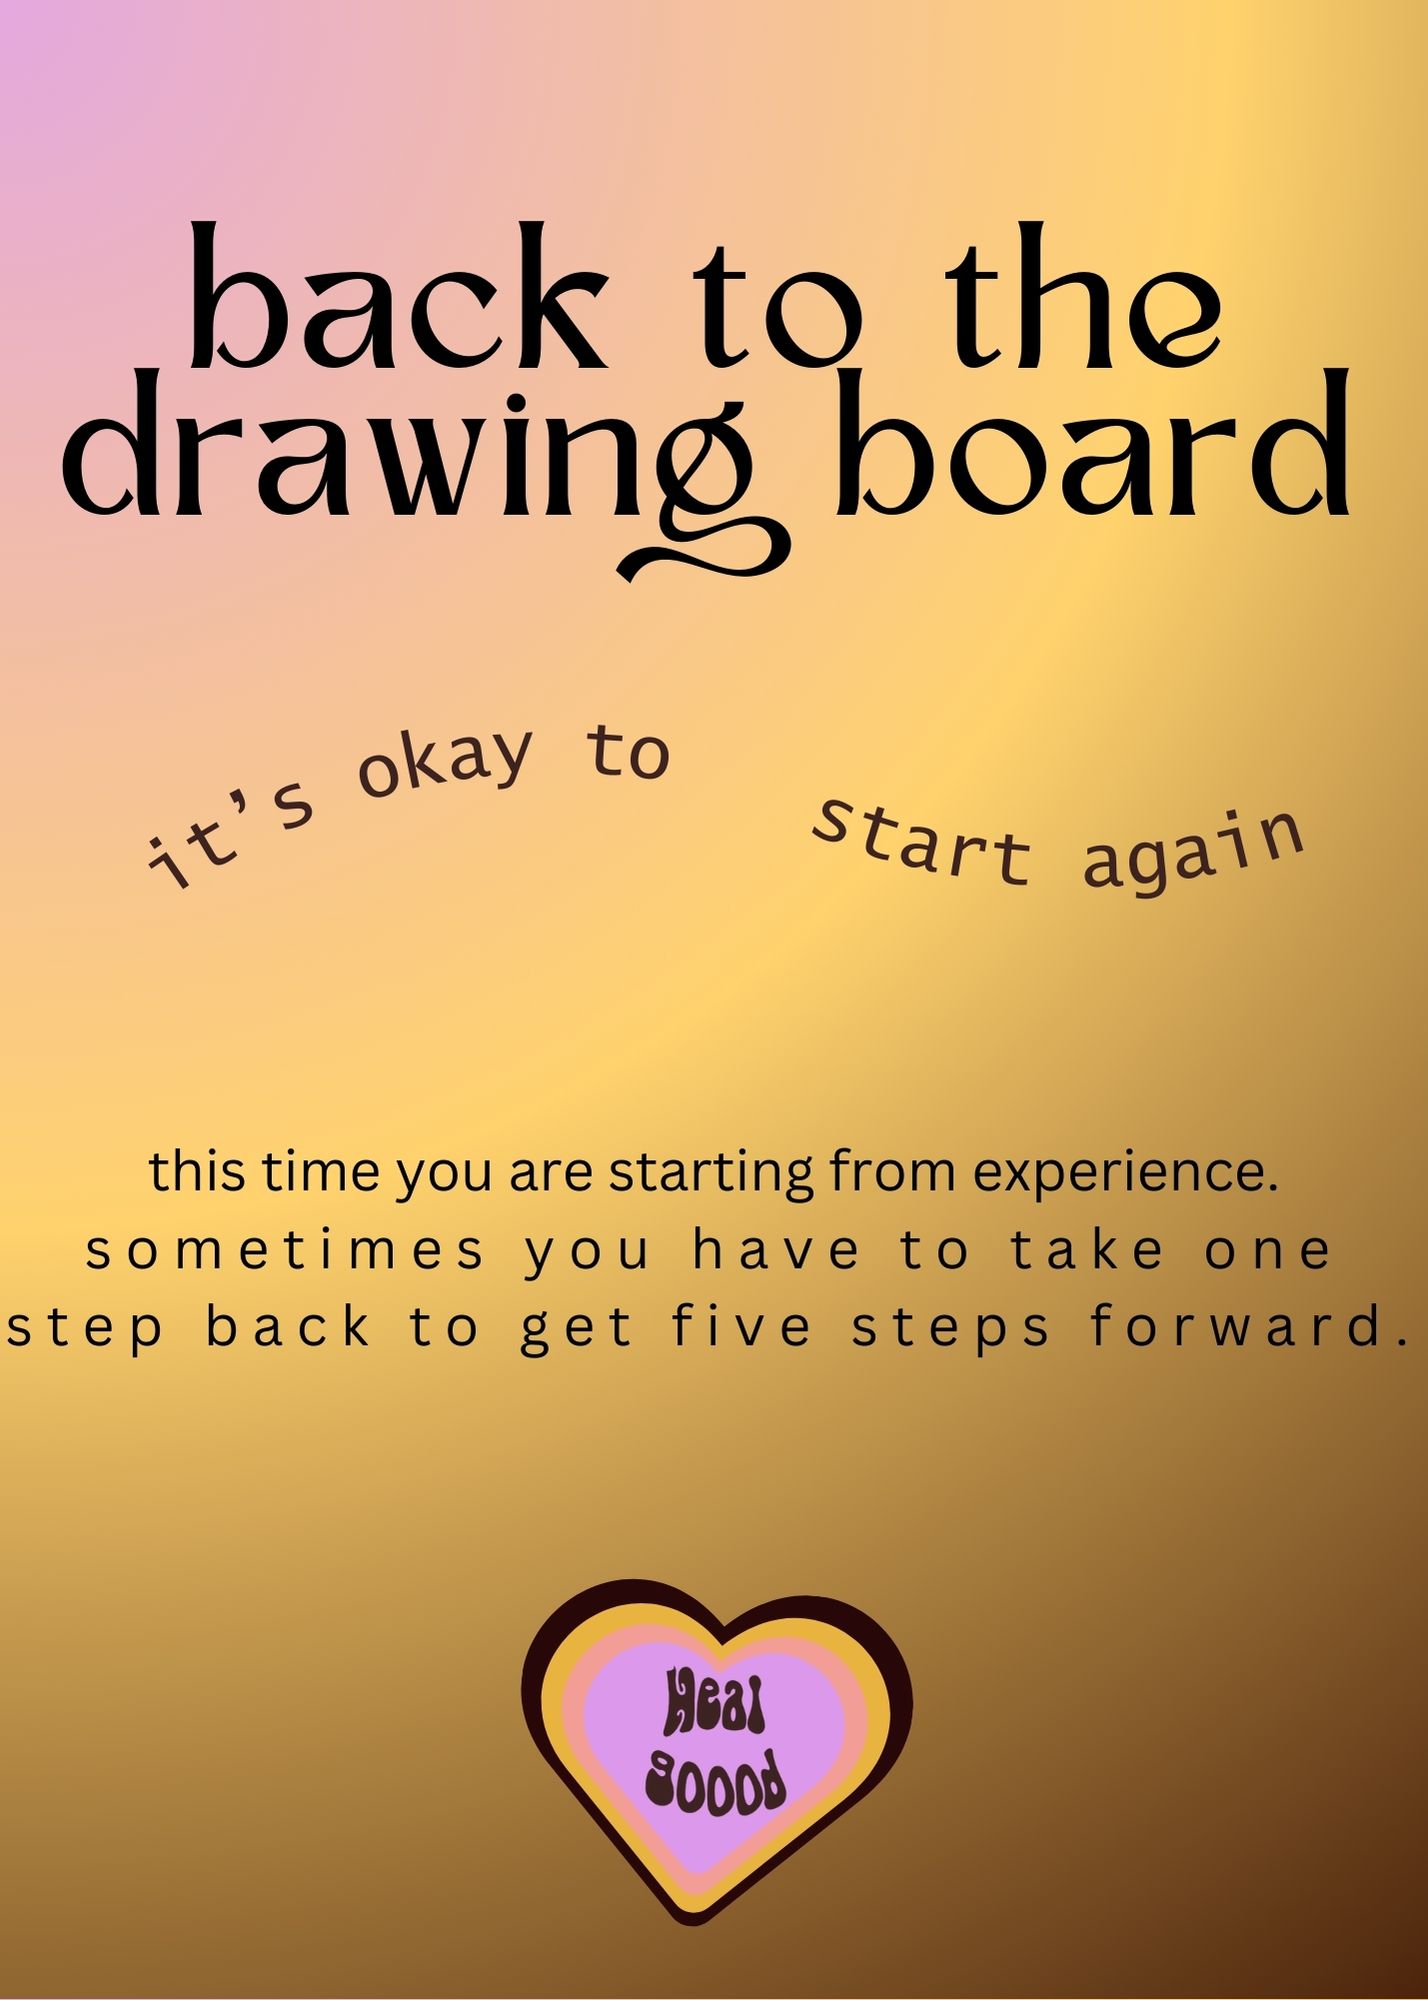 back to the
drawing board
it’s okay to start again
this time you are starting from experience.
sometimes you have to take one
step back to get five steps forward.
Heal
goood